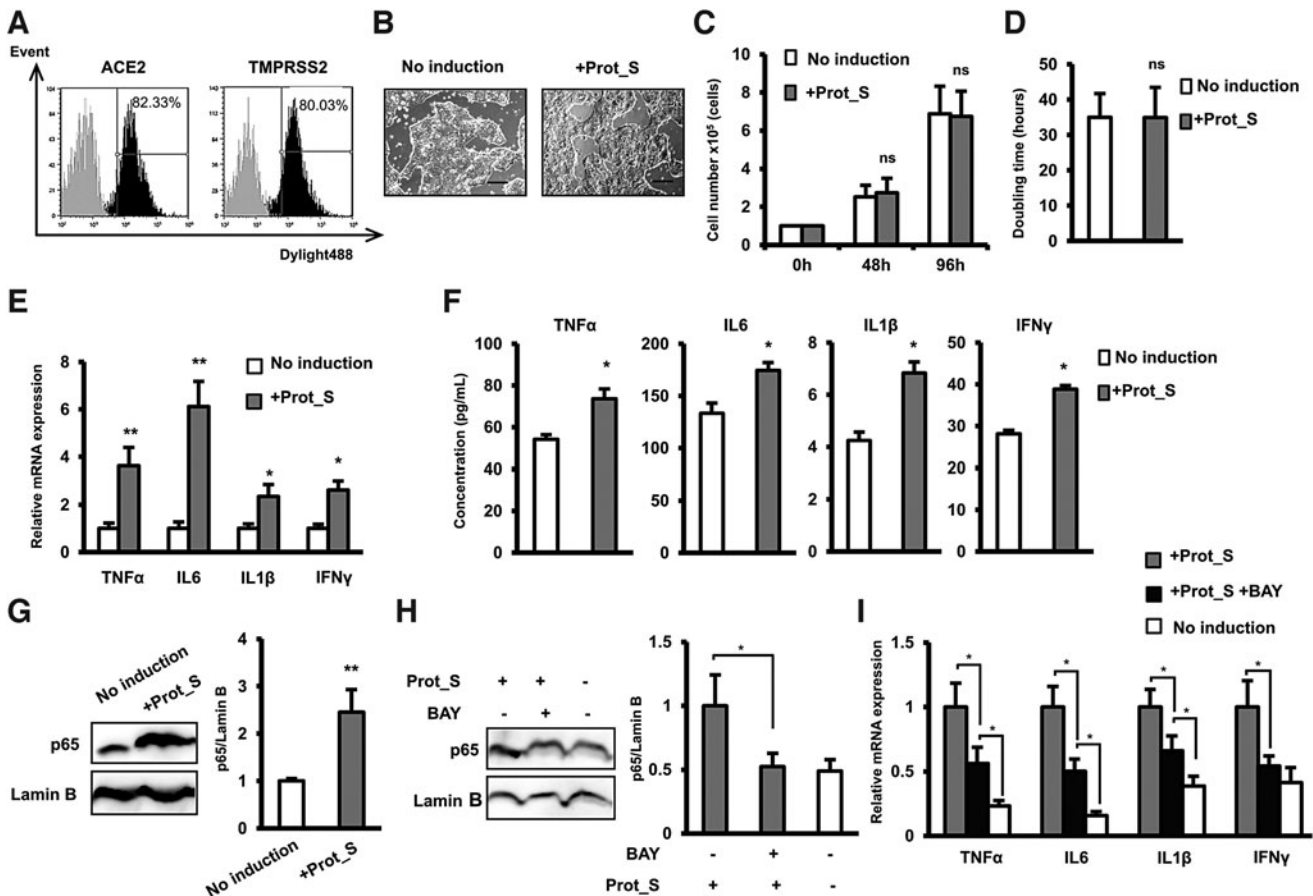 A
Event
ACE2
TMPRSS2
82.33%
80.03%
Dylight488
B
No induction
+Prot_S
C
Cell number x10⁵ (cells)
10
8
6
4
2
0
No induction
+Prot_S
ns
ns
0h
48h
96h
D
Doubling time (hours)
50
40
30
20
10
0
ns
No induction
+Prot_S
E
Relative mRNA expression
8
6
4
2
0
No induction
+Prot_S
**
**
*
*
TNFα
IL6
IL1β
IFNγ
F
Concentration (pg/mL)
TNFα
100
80
60
40
20
0
*
IL6
200
150
100
50
0
*
IL1β
8
6
4
2
0
*
IFNγ
50
40
30
20
10
0
*
No induction
+Prot_S
G
No induction
+Prot_S
p65
Lamin B
p65/Lamin B
4
3
2
1
0
**
No induction
+Prot_S
H
Prot_S + + -
BAY - + -
p65
Lamin B
p65/Lamin B
1.5
1
0.5
0
*
BAY - + -
Prot_S + + -
I
+Prot_S
+Prot_S +BAY
No induction
Relative mRNA expression
1.5
1
0.5
0
* * * * * * *
TNFα
IL6
IL1β
IFNγ